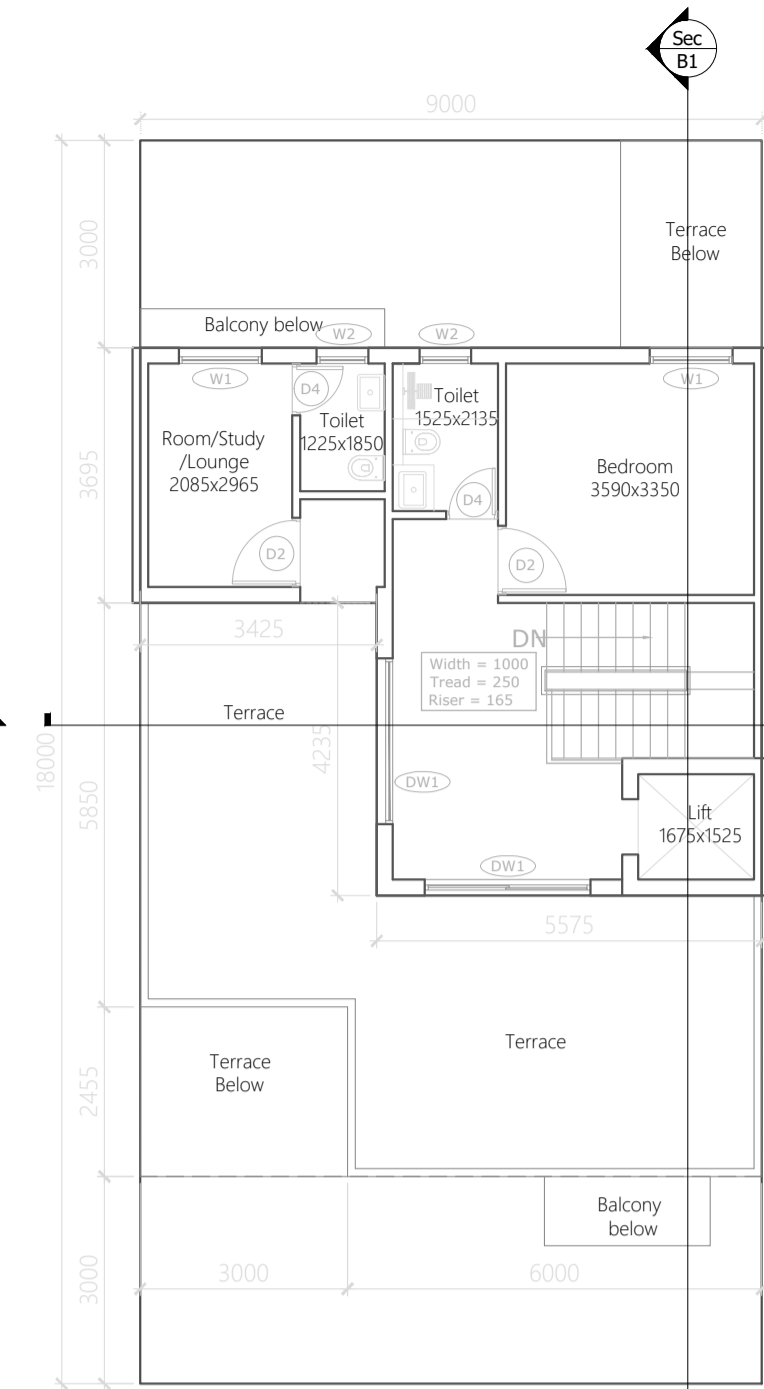 Sec
B1
9000
3000
Terrace
Below
Balcony below
W2
W2
W1
D4
Toilet
1225x1850
Toilet
1525x2135
W1
Room/Study
/Lounge
2085x2965
Bedroom
3590x3350
3695
D4
D2
D2
3425
DN
Width = 1000
Tread = 250
Riser = 165
Terrace
18000
4235
5850
DW1
Lift
1675x1525
DW1
5575
Terrace
Terrace
Below
2455
Balcony
below
3000
3000
6000